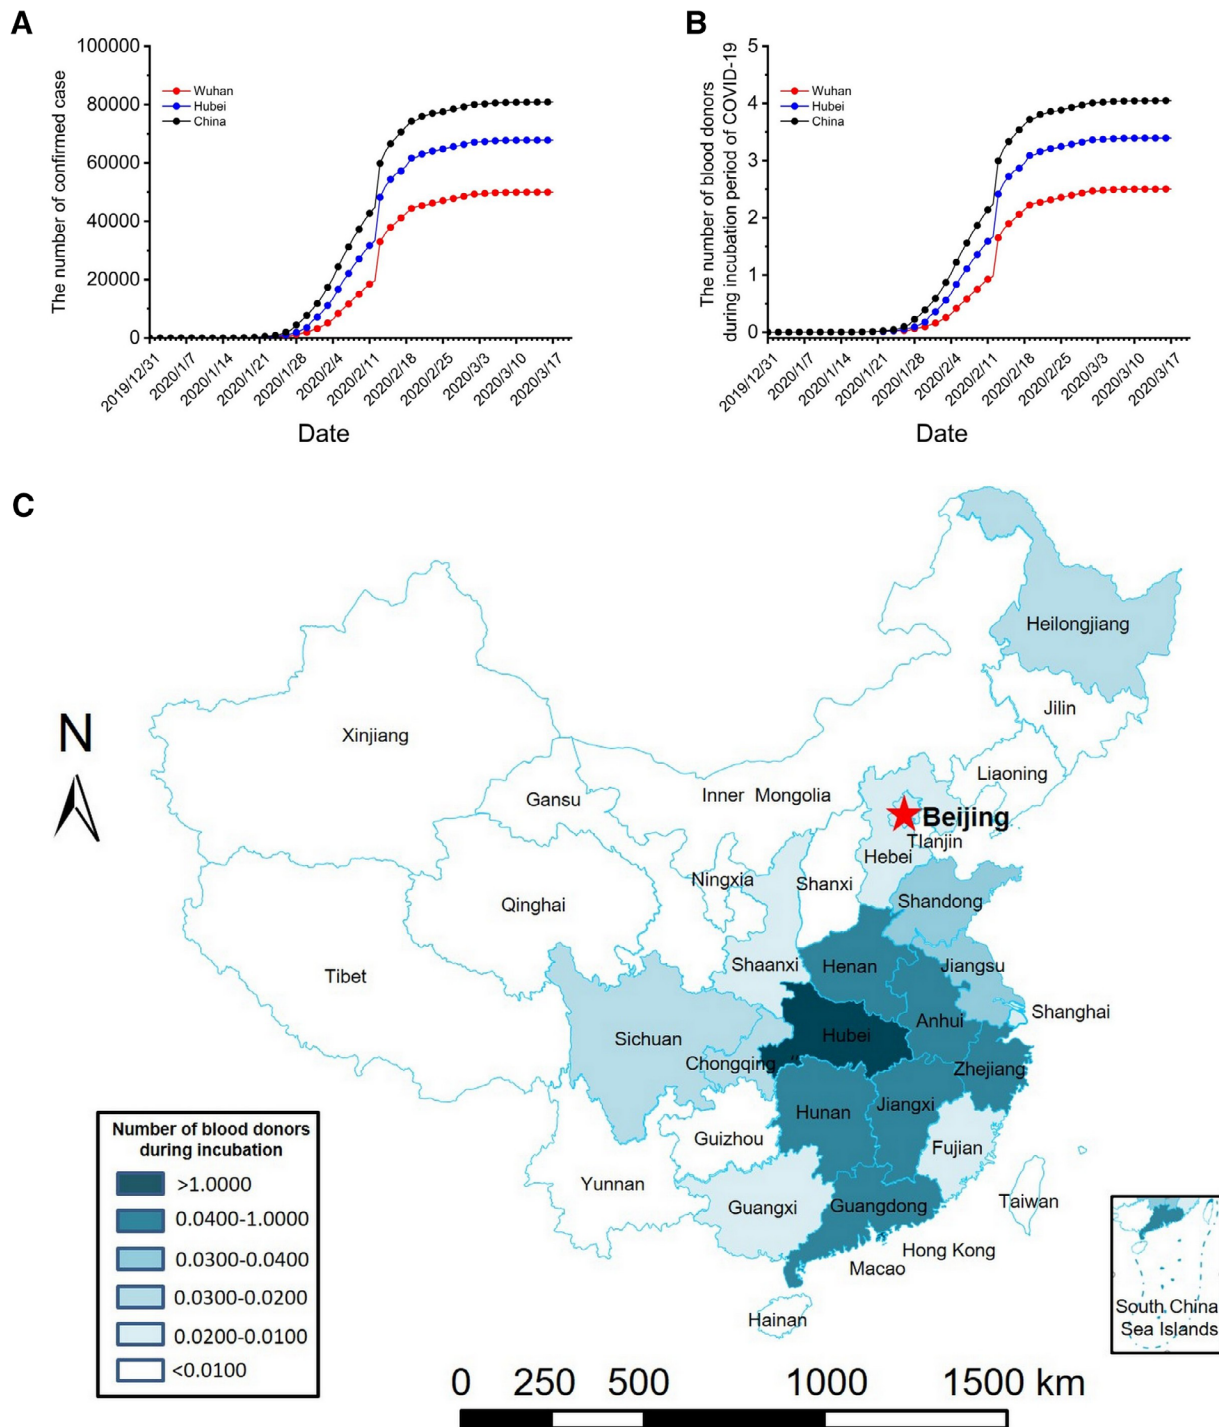 A
The number of confirmed case
100000
80000
60000
40000
20000
0
Wuhan
Hubei
China
2019/12/31
2020/1/7
2020/1/14
2020/1/21
2020/1/28
2020/2/4
2020/2/11
2020/2/18
2020/2/25
2020/3/3
2020/3/10
2020/3/17
Date
B
The number of blood donors
during incubation period of COVID-19
5
4
3
2
1
0
Wuhan
Hubei
China
2019/12/31
2020/1/7
2020/1/14
2020/1/21
2020/1/28
2020/2/4
2020/2/11
2020/2/18
2020/2/25
2020/3/3
2020/3/10
2020/3/17
Date
C
N
Heilongjiang
Jilin
Xinjiang
Liaoning
Inner Mongolia
Gansu
Beijing
TIanjin
Hebei
Ningxia
Shanxi
Qinghai
Shandong
Shaanxi
Henan
Jiangsu
Tibet
Shanghai
Anhui
Hubei
Sichuan
Chongqing
Zhejiang
Hunan
Jiangxi
Guizhou
Fujian
Yunnan
Guangxi
Guangdong
Taiwan
Hong Kong
Macao
Hainan
South China
Sea Islands
Number of blood donors
during incubation
>1.0000
0.0400-1.0000
0.0300-0.0400
0.0300-0.0200
0.0200-0.0100
<0.0100
0 250 500 1000 1500 km